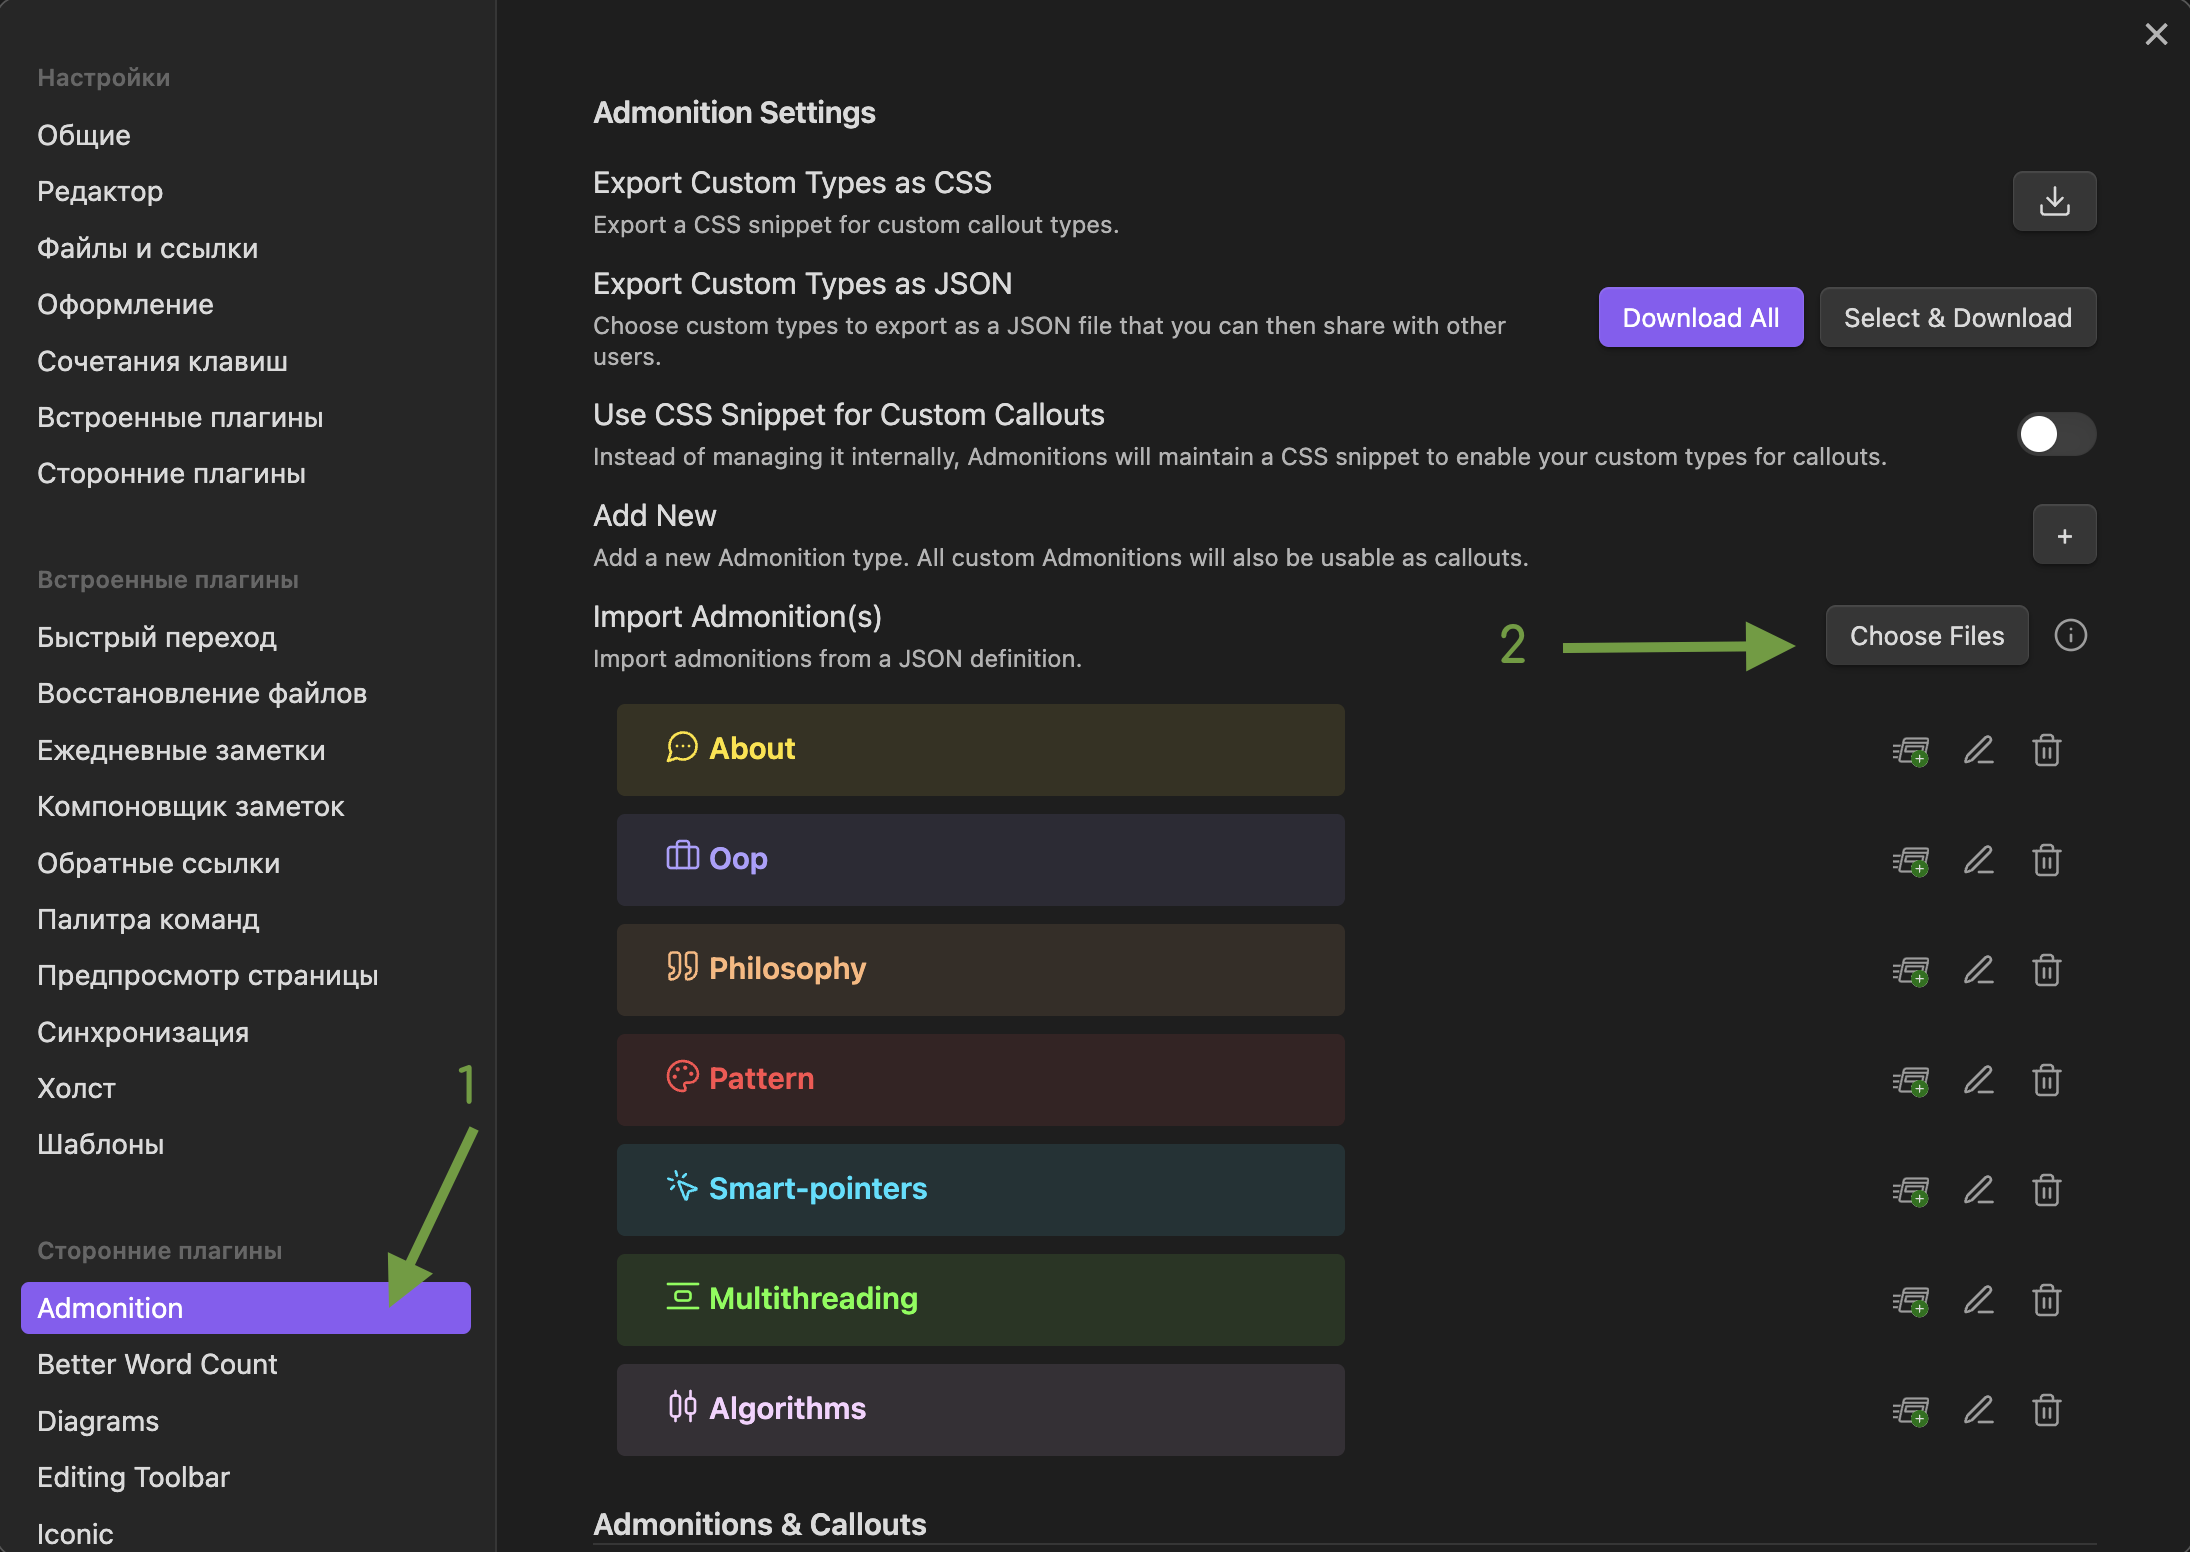 Настройки
Общие
Редактор
Файлы и ссылки
Оформление
Сочетания клавиш
Встроенные плагины
Сторонние плагины
Встроенные плагины
Быстрый переход
Восстановление файлов
Ежедневные заметки
Компоновщик заметок
Обратные ссылки
Палитра команд
Предпросмотр страницы
Синхронизация
Холст
Шаблоны
1
Сторонние плагины
Admonition
Better Word Count
Diagrams
Editing Toolbar
Iconic
Admonition Settings
Export Custom Types as CSS
Export a CSS snippet for custom callout types.
Export Custom Types as JSON
Choose custom types to export as a JSON file that you can then share with other
users.
Download All
Select & Download
Use CSS Snippet for Custom Callouts
Instead of managing it internally, Admonitions will maintain a CSS snippet to enable your custom types for callouts.
Add New
Add a new Admonition type. All custom Admonitions will also be usable as callouts.
+
Import Admonition(s)
Import admonitions from a JSON definition.
2
Choose Files
About
Oop
Philosophy
Pattern
Smart-pointers
Multithreading
Algorithms
Admonitions & Callouts